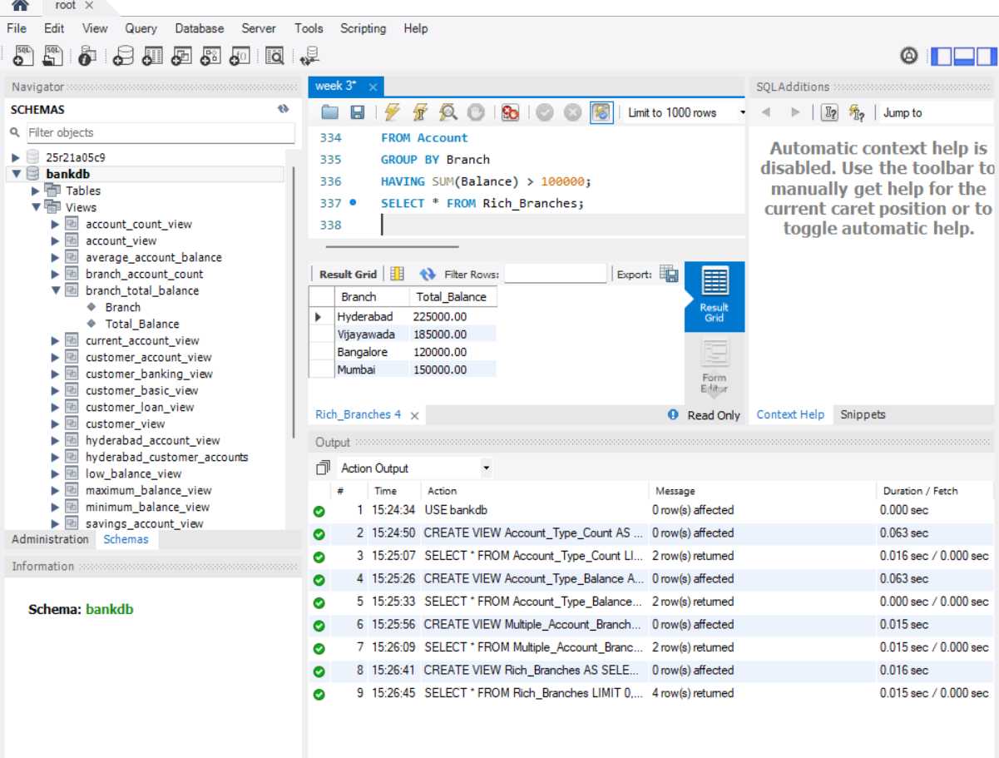 root ×
File Edit View Query Database Server Tools Scripting Help
Navigator
SCHEMAS
Filter objects
25r21a05c9
bankdb
Tables
Views
account_count_view
account_view
average_account_balance
branch_account_count
branch_total_balance
Branch
Total_Balance
current_account_view
customer_account_view
customer_banking_view
customer_basic_view
customer_loan_view
customer_view
hyderabad_account_view
hyderabad_customer_accounts
low_balance_view
maximum_balance_view
minimum_balance_view
savings_account_view
Administration Schemas
Information
Schema: bankdb
week 3* ×
Limit to 1000 rows
334 FROM Account
335 GROUP BY Branch
336 HAVING SUM(Balance) > 100000;
337 SELECT * FROM Rich_Branches;
338
Result Grid Filter Rows: Export:
Branch Total_Balance
Hyderabad 225000.00
Vijayawada 185000.00
Bangalore 120000.00
Mumbai 150000.00
Result
Grid
Form
Editor
Rich_Branches 4 × Read Only
SQLAdditions
Jump to
Automatic context help is
disabled. Use the toolbar to
manually get help for the
current caret position or to
toggle automatic help.
Context Help Snippets
Output
Action Output
# Time Action Message Duration / Fetch
1 15:24:34 USE bankdb 0 row(s) affected 0.000 sec
2 15:24:50 CREATE VIEW Account_Type_Count AS ... 0 row(s) affected 0.063 sec
3 15:25:07 SELECT * FROM Account_Type_Count LI... 2 row(s) returned 0.016 sec / 0.000 sec
4 15:25:26 CREATE VIEW Account_Type_Balance A... 0 row(s) affected 0.063 sec
5 15:25:33 SELECT * FROM Account_Type_Balance... 2 row(s) returned 0.000 sec / 0.000 sec
6 15:25:56 CREATE VIEW Multiple_Account_Branch... 0 row(s) affected 0.015 sec
7 15:26:09 SELECT * FROM Multiple_Account_Branc... 2 row(s) returned 0.015 sec / 0.000 sec
8 15:26:41 CREATE VIEW Rich_Branches AS SELE... 0 row(s) affected 0.016 sec
9 15:26:45 SELECT * FROM Rich_Branches LIMIT 0,... 4 row(s) returned 0.015 sec / 0.000 sec